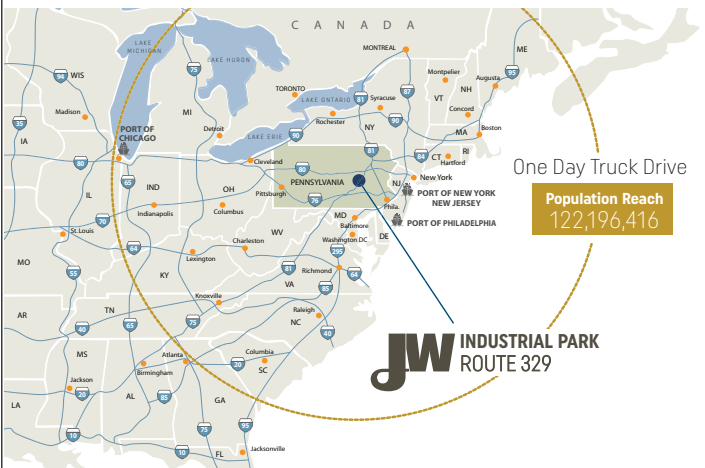 CANADA
LAKE
MICHIGAN
LAKE HURON
MONTREAL
ME
75
94
WIS
Montpelier
Augusta
95
TORONTO
87
VT
NH
LAKE ONTARIO
81
Syracuse
Madison
MI
Concord
Rochester
90
35
PORT OF
CHICAGO
Detroit
NY
MA
Boston
IA
LAKE ERIE
90
81
84
CT
RI
80
Cleveland
Hartford
80
One Day Truck Drive
65
IND
PENNSYLVANIA
NJ
New York
IL
OH
Pittsburgh
76
PORT OF NEW YORK
NEW JERSEY
Population Reach
122,196,416
Indianapolis
Columbus
Phila.
70
MD
PORT OF PHILADELPHIA
St. Louis
Baltimore
WV
Washington DC
DE
64
Charleston
295
MO
Lexington
81
Richmond
64
55
KY
VA
85
Knoxville
TN
Raleigh
AR
65
75
NC
40
40
JW
INDUSTRIAL PARK
ROUTE 329
MS
Atlanta
Columbia
20
SC
Birmingham
Jackson
20
AL
85
GA
LA
95
75
10
10
FL
Jacksonville